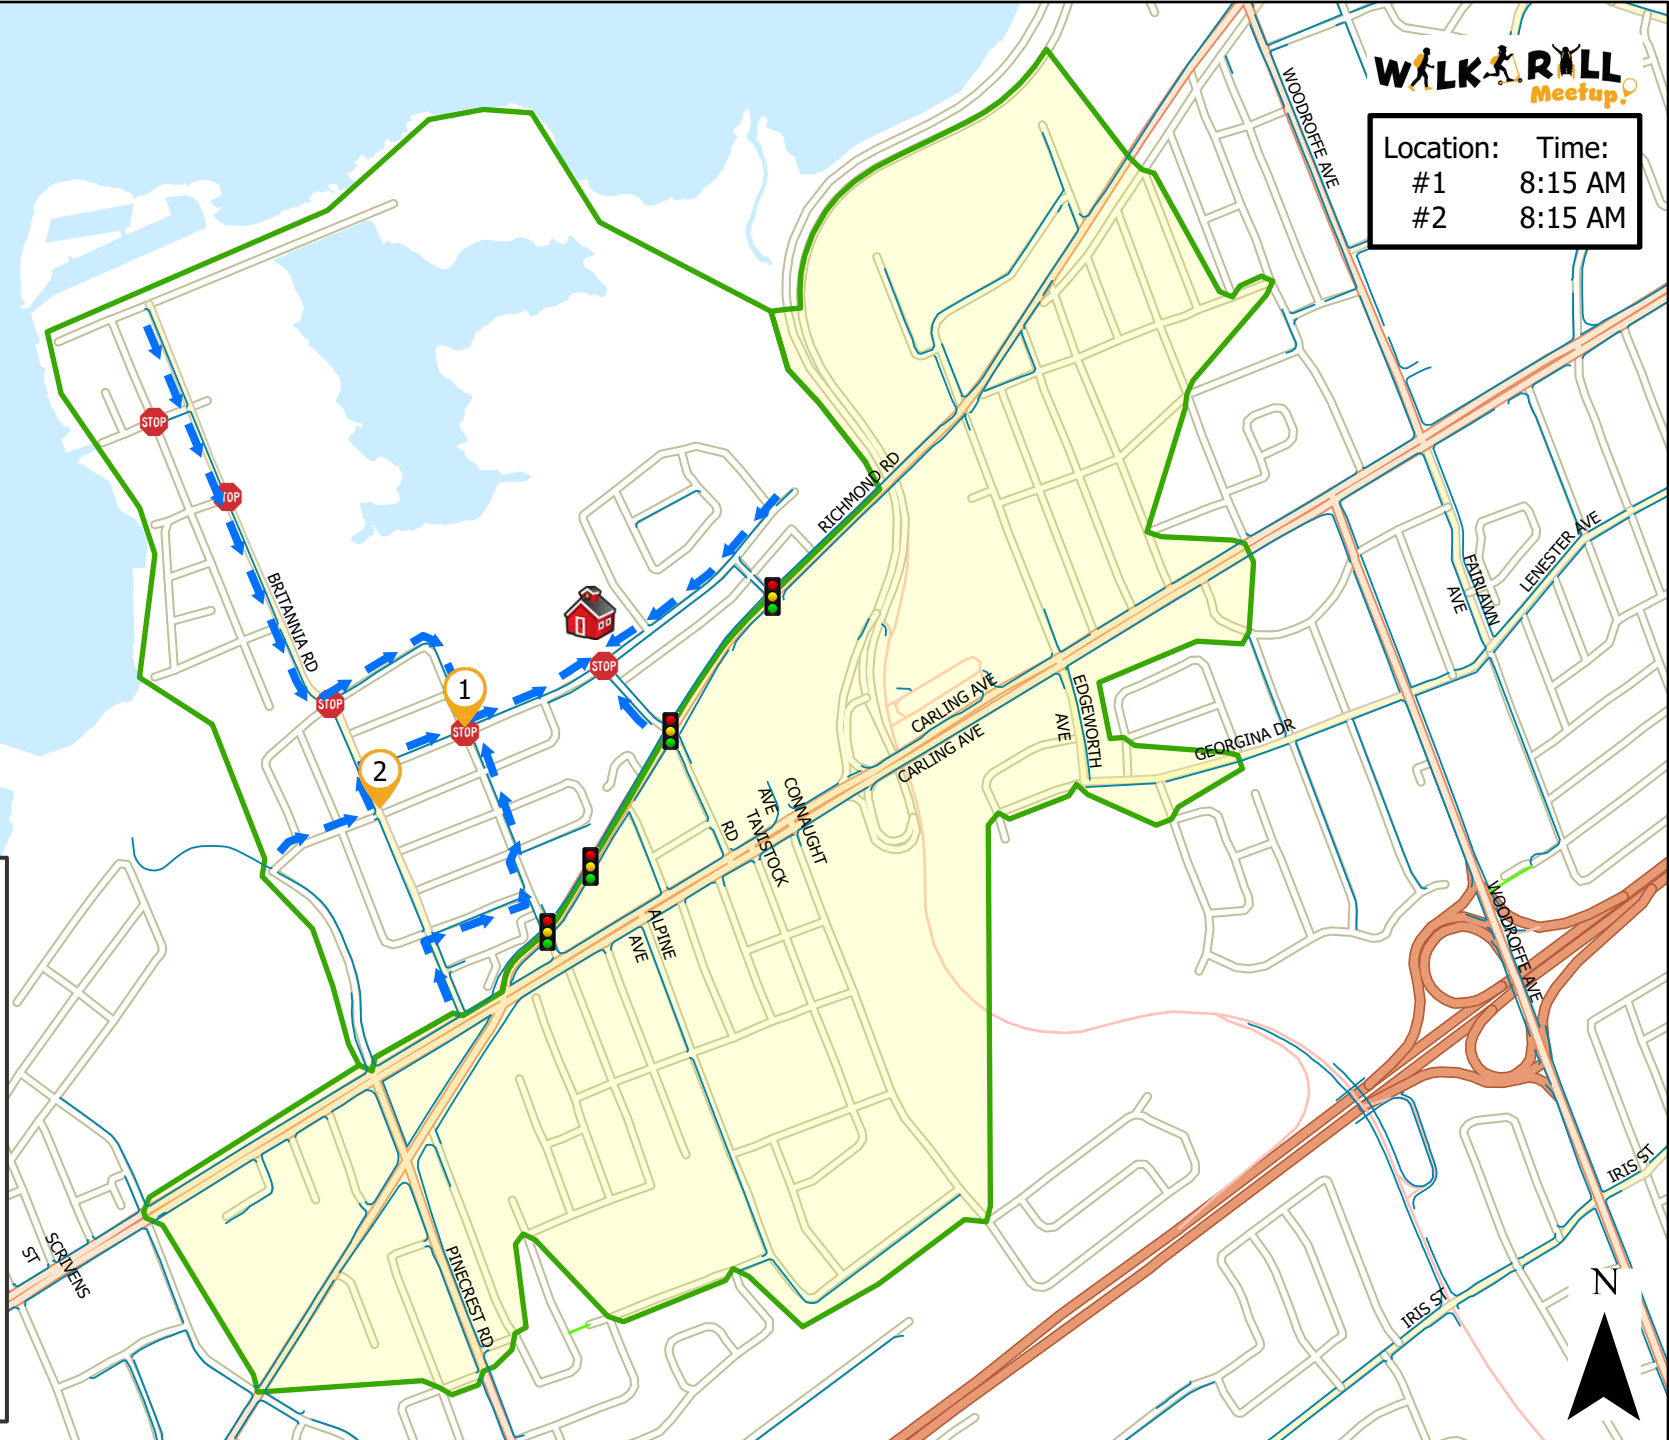 WALK & ROLL
Meetup
Location: Time:
#1 8:15 AM
#2 8:15 AM
WOODROFFE AVE
RICHMOND RD
STOP
STOP
BRITANNIA RD
STOP
STOP
STOP
1
2
FAIRLAWN
AVE
LENESTER AVE
CARLING AVE
CARLING AVE
EDGEWORTH
AVE
GEORGINA DR
CONNAUGHT
AVE
TAVISTOCK
RD
ALPINE
AVE
WOODROFFE AVE
SCRIVENS
ST
PINECREST RD
IRIS ST
IRIS ST
N